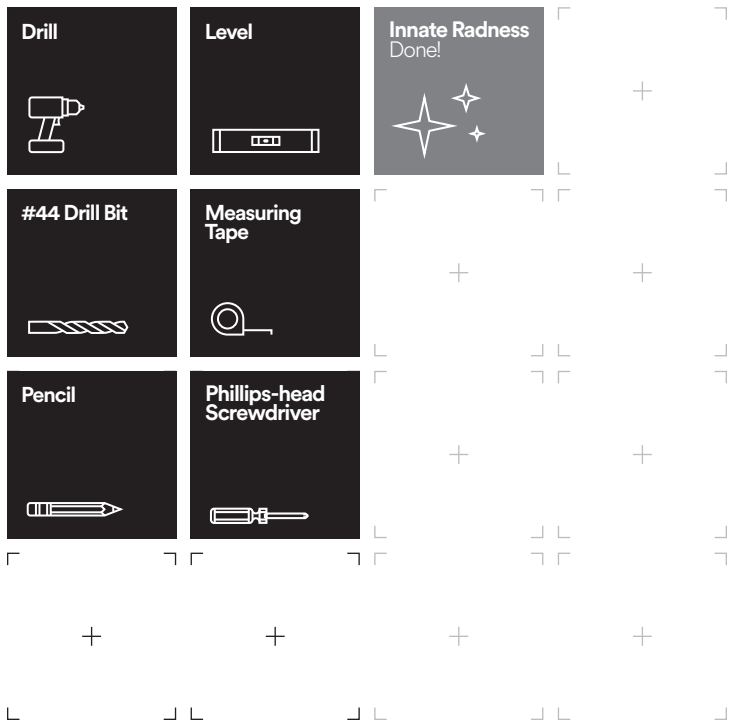 Drill
Level
Innate Radness
Done!
#44 Drill Bit
Measuring
Tape
Pencil
Phillips-head
Screwdriver